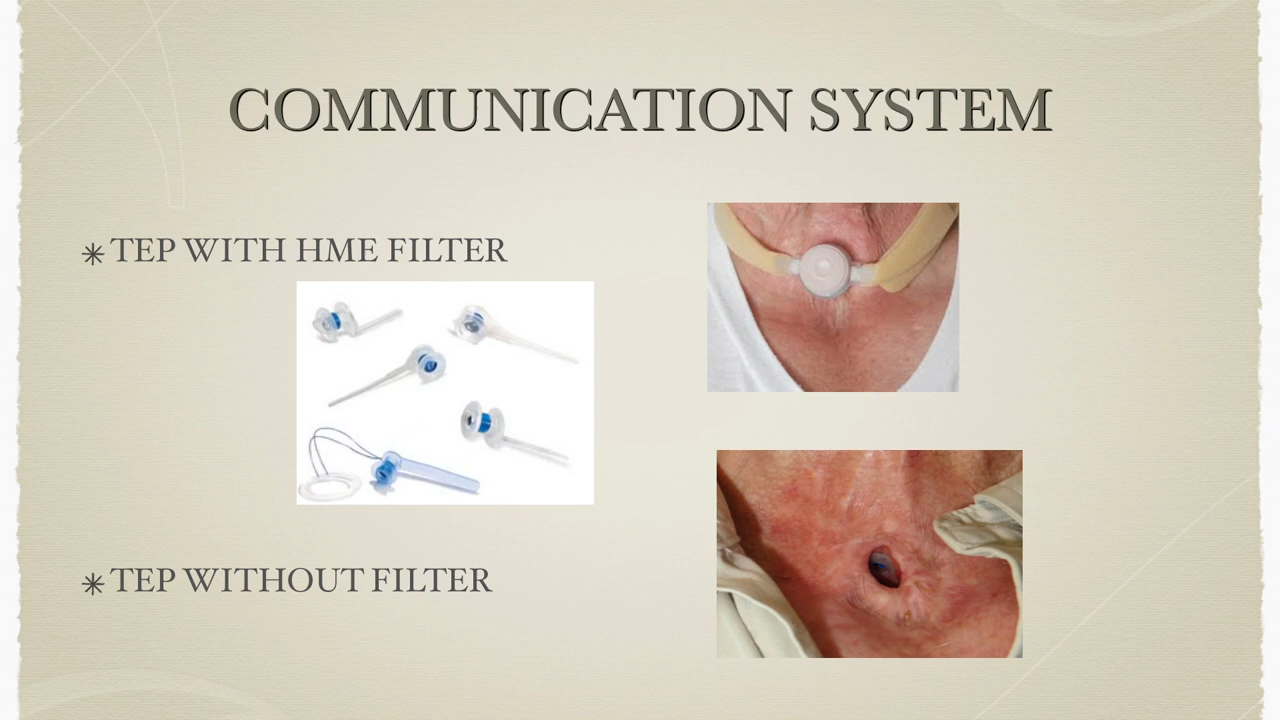 COMMUNICATION SYSTEM
TEP WITH HME FILTER
TEP WITHOUT FILTER